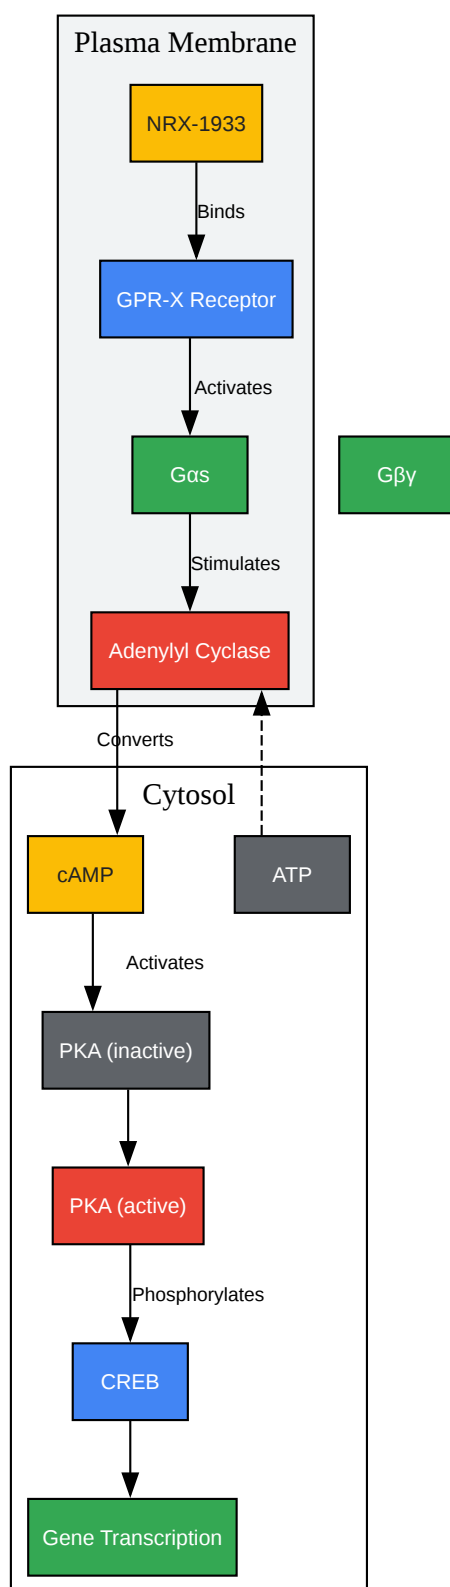 Plasma Membrane
NRX-1933
Binds
GPR-X Receptor
Activates
Gαs
Gβγ
Stimulates
Adenylyl Cyclase
Converts
Cytosol
cAMP
ATP
Activates
PKA (inactive)
PKA (active)
Phosphorylates
CREB
Gene Transcription